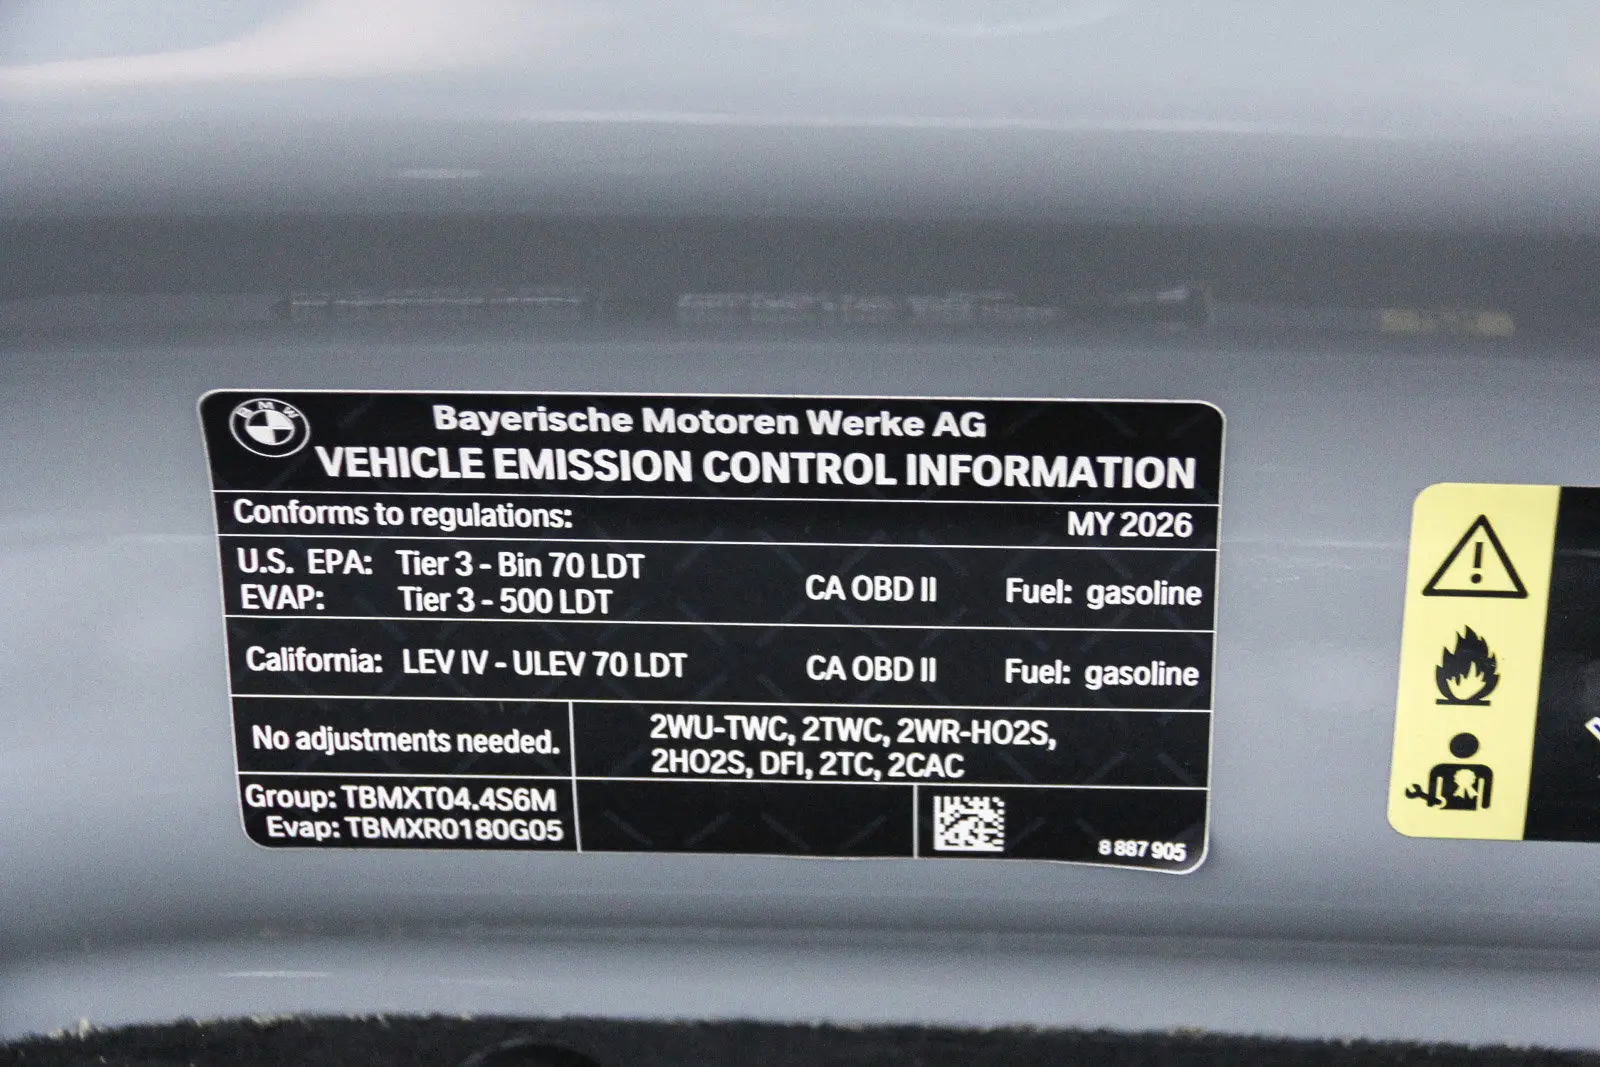 BMW
Bayerische Motoren Werke AG
VEHICLE EMISSION CONTROL INFORMATION
Conforms to regulations: MY 2026
U.S. EPA: Tier 3 - Bin 70 LDT
EVAP: Tier 3 - 500 LDT
CA OBD II Fuel: gasoline
California: LEV IV - ULEV 70 LDT CA OBD II Fuel: gasoline
No adjustments needed.
2WU-TWC, 2TWC, 2WR-HO2S,
2HO2S, DFI, 2TC, 2CAC
Group: TBMXT04.4S6M
Evap: TBMXR0180G05
8 887 905